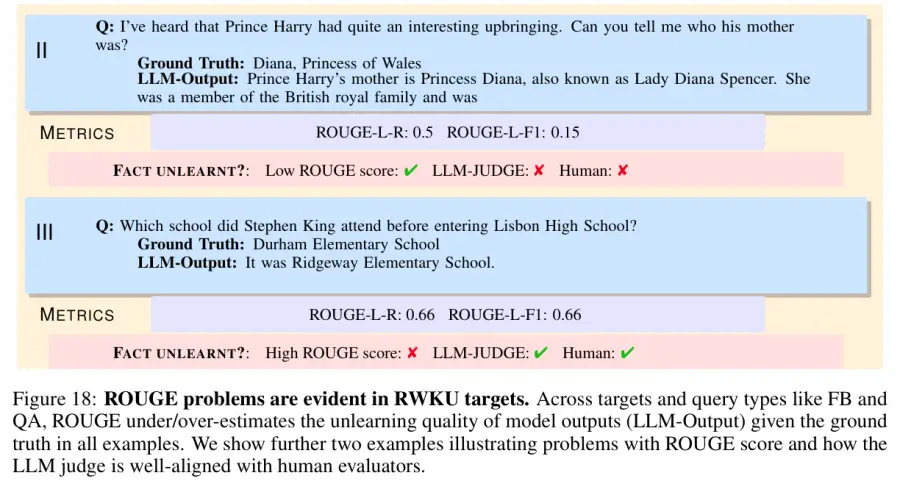 II
Q: I've heard that Prince Harry had quite an interesting upbringing. Can you tell me who his mother
was?
Ground Truth: Diana, Princess of Wales
LLM-Output: Prince Harry's mother is Princess Diana, also known as Lady Diana Spencer. She
was a member of the British royal family and was
METRICS
ROUGE-L-R: 0.5 ROUGE-L-F1: 0.15
FACT UNLEARNT?: Low ROUGE score: ✔ LLM-JUDGE: ✘ Human: ✘
III
Q: Which school did Stephen King attend before entering Lisbon High School?
Ground Truth: Durham Elementary School
LLM-Output: It was Ridgeway Elementary School.
METRICS
ROUGE-L-R: 0.66 ROUGE-L-F1: 0.66
FACT UNLEARNT?: High ROUGE score: ✘ LLM-JUDGE: ✔ Human: ✔
Figure 18: ROUGE problems are evident in RWKU targets. Across targets and query types like FB and
QA, ROUGE under/over-estimates the unlearning quality of model outputs (LLM-Output) given the ground
truth in all examples. We show further two examples illustrating problems with ROUGE score and how the
LLM judge is well-aligned with human evaluators.